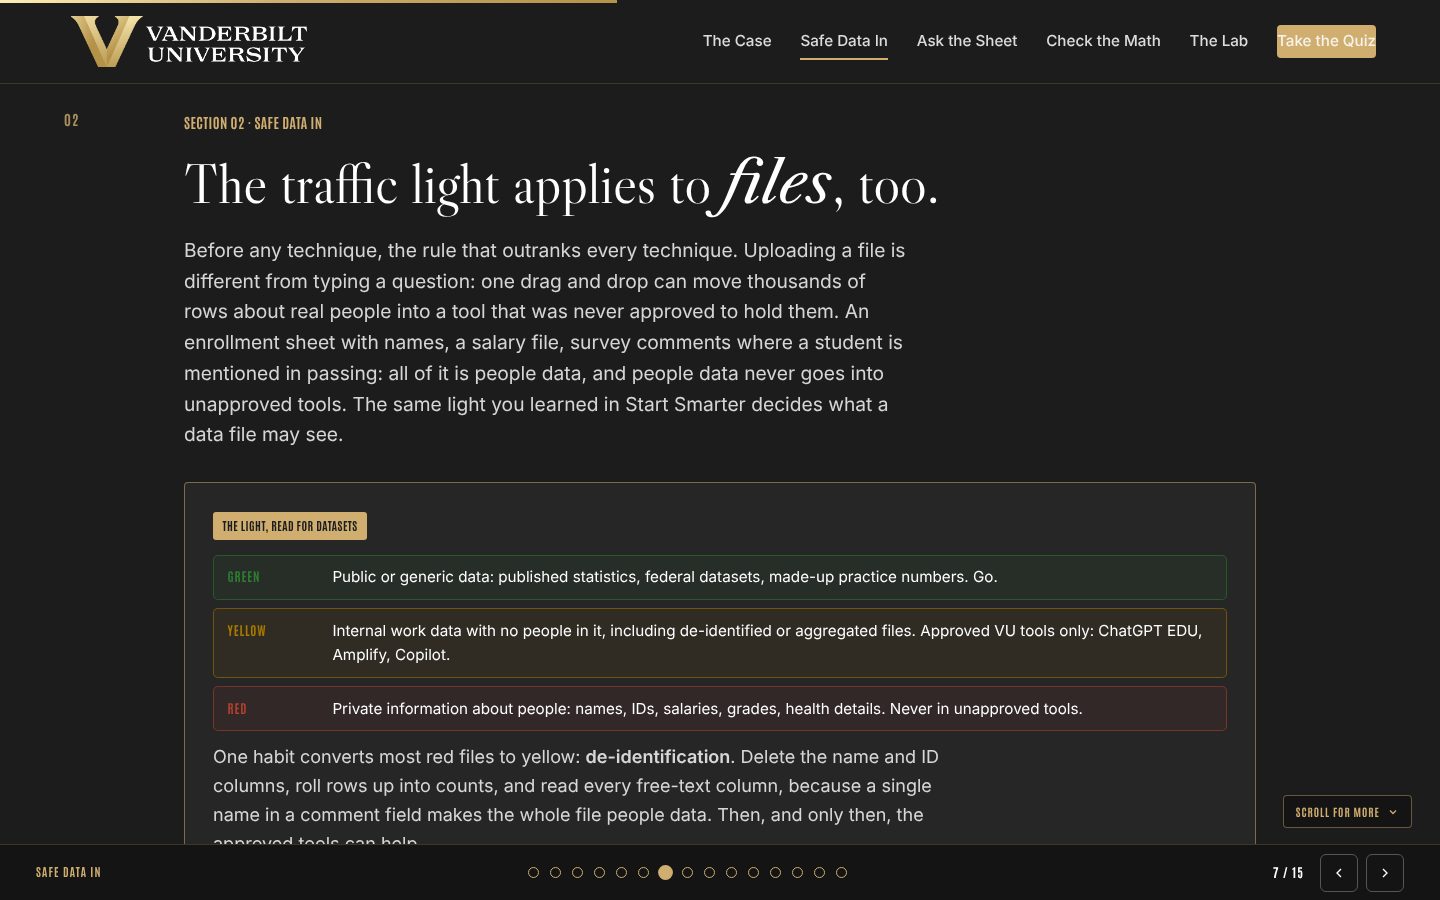 VANDERBILT
UNIVERSITY
The Case
Safe Data In
Ask the Sheet
Check the Math
The Lab
Take the Quiz
02
SECTION 02 · SAFE DATA IN
The traffic light applies to files, too.
Before any technique, the rule that outranks every technique. Uploading a file is
different from typing a question: one drag and drop can move thousands of
rows about real people into a tool that was never approved to hold them. An
enrollment sheet with names, a salary file, survey comments where a student is
mentioned in passing: all of it is people data, and people data never goes into
unapproved tools. The same light you learned in Start Smarter decides what a
data file may see.
THE LIGHT, READ FOR DATASETS
GREEN
Public or generic data: published statistics, federal datasets, made-up practice numbers. Go.
YELLOW
Internal work data with no people in it, including de-identified or aggregated files. Approved VU tools only: ChatGPT EDU,
Amplify, Copilot.
RED
Private information about people: names, IDs, salaries, grades, health details. Never in unapproved tools.
One habit converts most red files to yellow: de-identification. Delete the name and ID
columns, roll rows up into counts, and read every free-text column, because a single
name in a comment field makes the whole file people data. Then, and only then, the
approved tools can help.
SCROLL FOR MORE
SAFE DATA IN
7 / 15